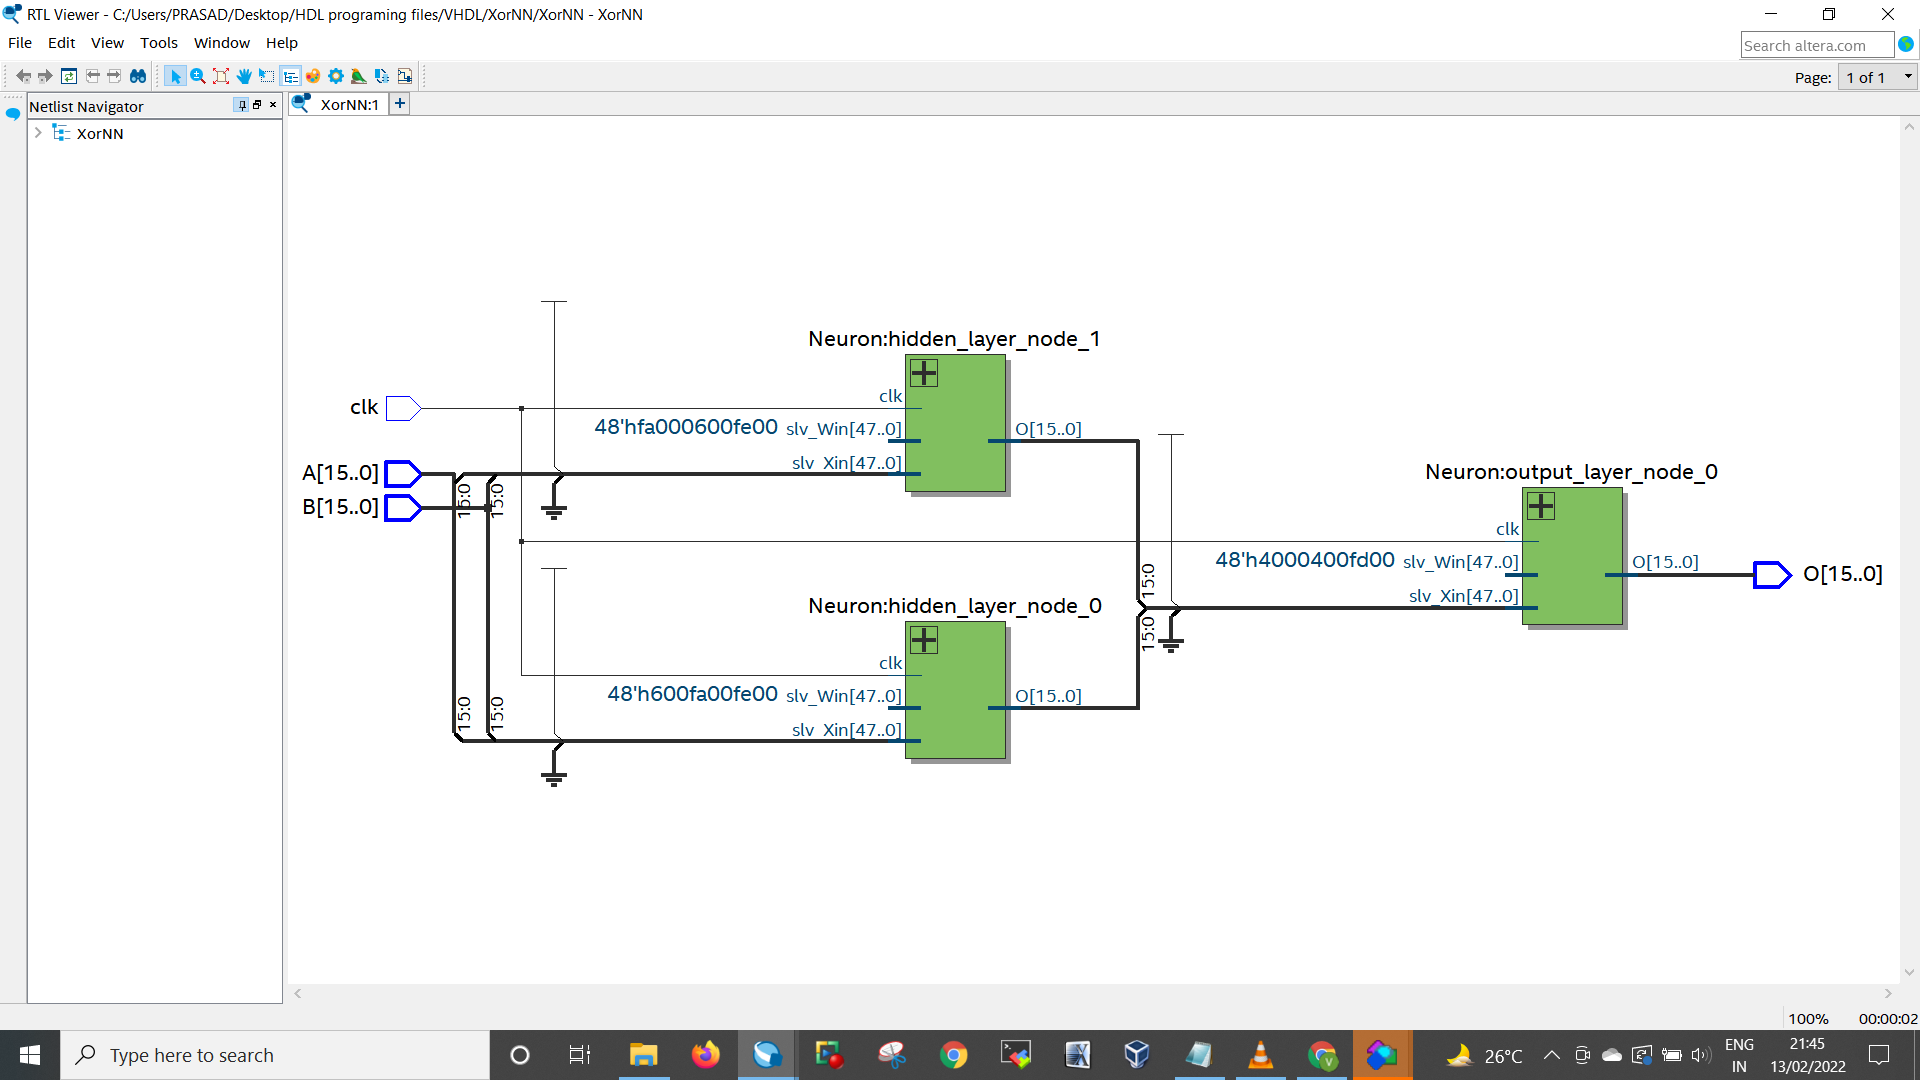 RTL Viewer - C:/Users/PRASAD/Desktop/HDL programing files/VHDL/XorNN/XorNN - XorNN
File Edit View Tools Window Help
Search altera.com
Page: 1 of 1
Netlist Navigator
XorNN:1
XorNN
Neuron:hidden_layer_node_1
clk
clk
48'hfa000600fe00 slv_Win[47..0]
O[15..0]
slv_Xin[47..0]
A[15..0]
B[15..0]
15:0
15:0
Neuron:output_layer_node_0
clk
48'h4000400fd00 slv_Win[47..0]
O[15..0]
O[15..0]
slv_Xin[47..0]
15:0
15:0
Neuron:hidden_layer_node_0
clk
48'h600fa00fe00 slv_Win[47..0]
O[15..0]
slv_Xin[47..0]
15:0
15:0
100% 00:00:02
Type here to search
26°C
ENG
IN
21:45
13/02/2022